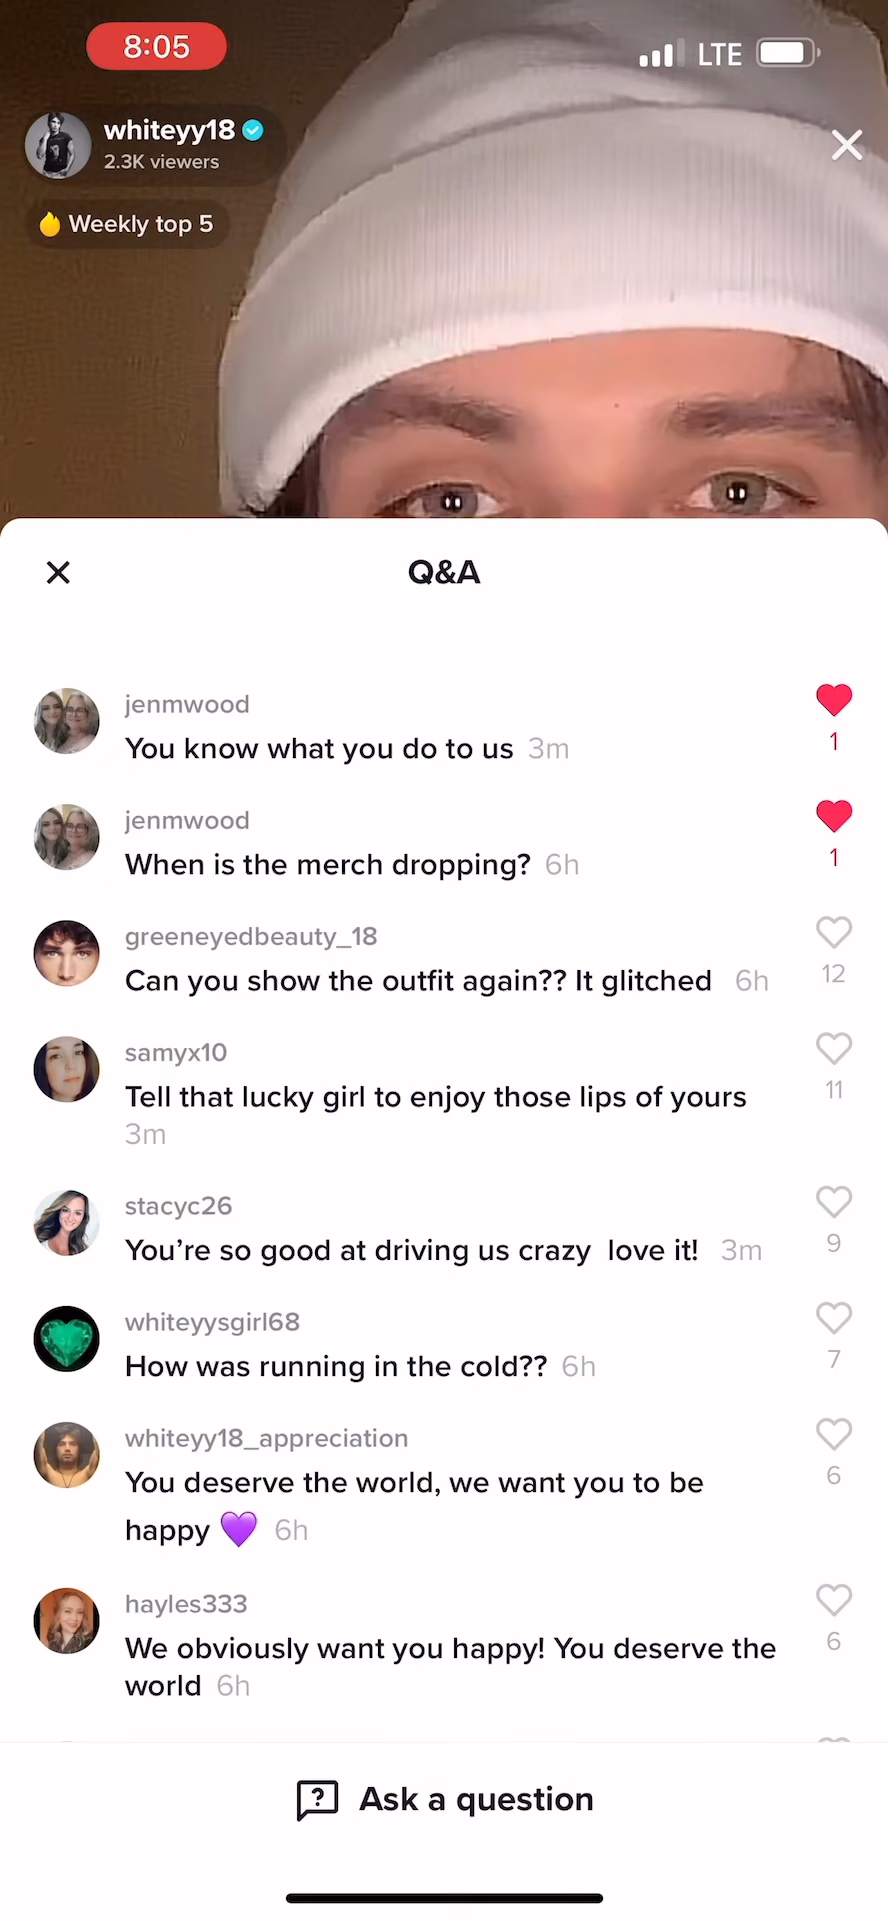 8:05
LTE
whiteyy18
2.3K viewers
Weekly top 5
Q&A
jenmwood
You know what you do to us 3m
1
jenmwood
When is the merch dropping? 6h
1
greeneyedbeauty_18
Can you show the outfit again?? It glitched 6h
12
samyx10
Tell that lucky girl to enjoy those lips of yours
3m
11
stacyc26
You’re so good at driving us crazy  love it! 3m
9
whiteyysgirl68
How was running in the cold?? 6h
7
whiteyy18_appreciation
You deserve the world, we want you to be
happy 💜 6h
6
hayles333
We obviously want you happy! You deserve the
world 6h
6
Ask a question